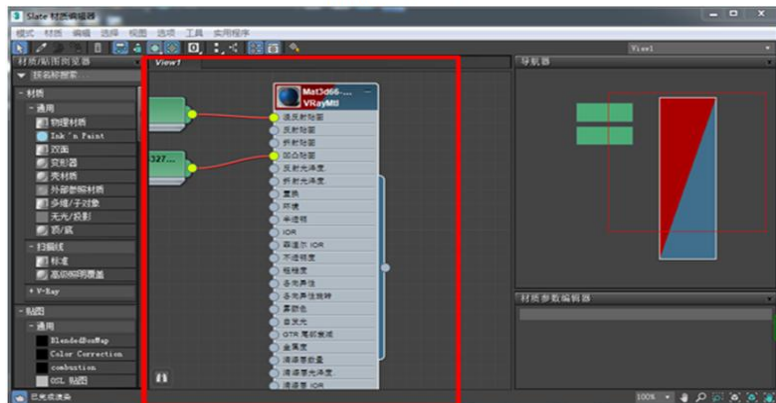 Slate 材质编辑器
模式 材质 编辑 选择 视图 选项 工具 实用程序
View1
材质/贴图浏览器
按名称搜索...
- 材质
- 通用
物理材质
Ink 'n Paint
双面
变形器
壳材质
外部参照材质
多维/子对象
无光/投影
顶/底
- 扫描线
标准
高级照明覆盖
+ V-Ray
- 贴图
- 通用
BlendedBoxMap
Color Correction
combustion
OSL 贴图
已完成渲染
View1
-327...
Mat3d66-...
VRayMtl
漫反射贴图
反射贴图
折射贴图
凹凸贴图
反射光泽度.
折射光泽度.
置换
环境
半透明
IOR
菲涅尔 IOR
不透明度
粗糙度
各向异性
各向异性旋转
雾颜色
自发光
GTR 尾部衰减
金属度
清漆层数量
清漆层光泽度.
清漆层 IOR
导航器
材质参数编辑器
100%